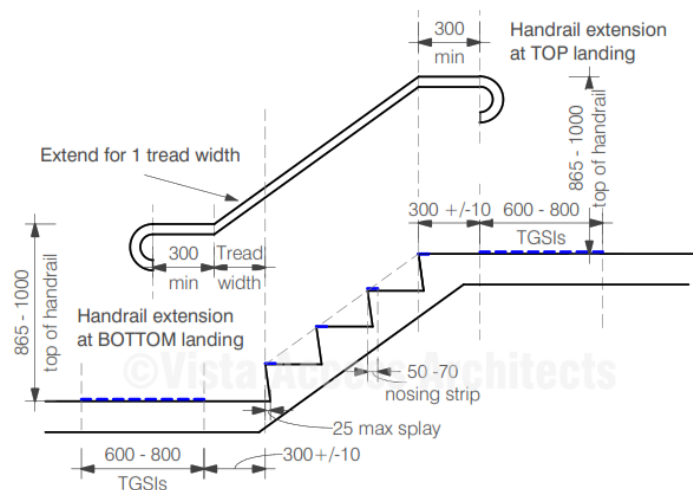 300
min
Handrail extension
at TOP landing
Extend for 1 tread width
865 - 1000
top of handrail
300 +/-10
600 - 800
TGSIs
300
min
Tread
width
865 - 1000
top of handrail
Handrail extension
at BOTTOM landing
©Vista Access Architects
50 -70
nosing strip
25 max splay
600 - 800
TGSIs
300+/-10